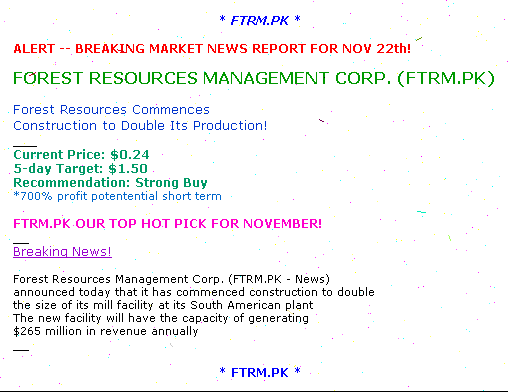 * FTRM.PK *
ALERT -- BREAKING MARKET NEWS REPORT FOR NOV 22th!
FOREST RESOURCES MANAGEMENT CORP. (FTRM.PK)
Forest Resources Commences
Construction to Double Its Production!
Current Price: $0.24
5-day Target: $1.50
Recommendation: Strong Buy
*700% profit potentential short term
FTRM.PK OUR TOP HOT PICK FOR NOVEMBER!
Breaking News!
Forest Resources Management Corp. (FTRM.PK - News)
announced today that it has commenced construction to double
the size of its mill facility at its South American plant
The new facility will have the capacity of generating
$265 million in revenue annually
* FTRM.PK *